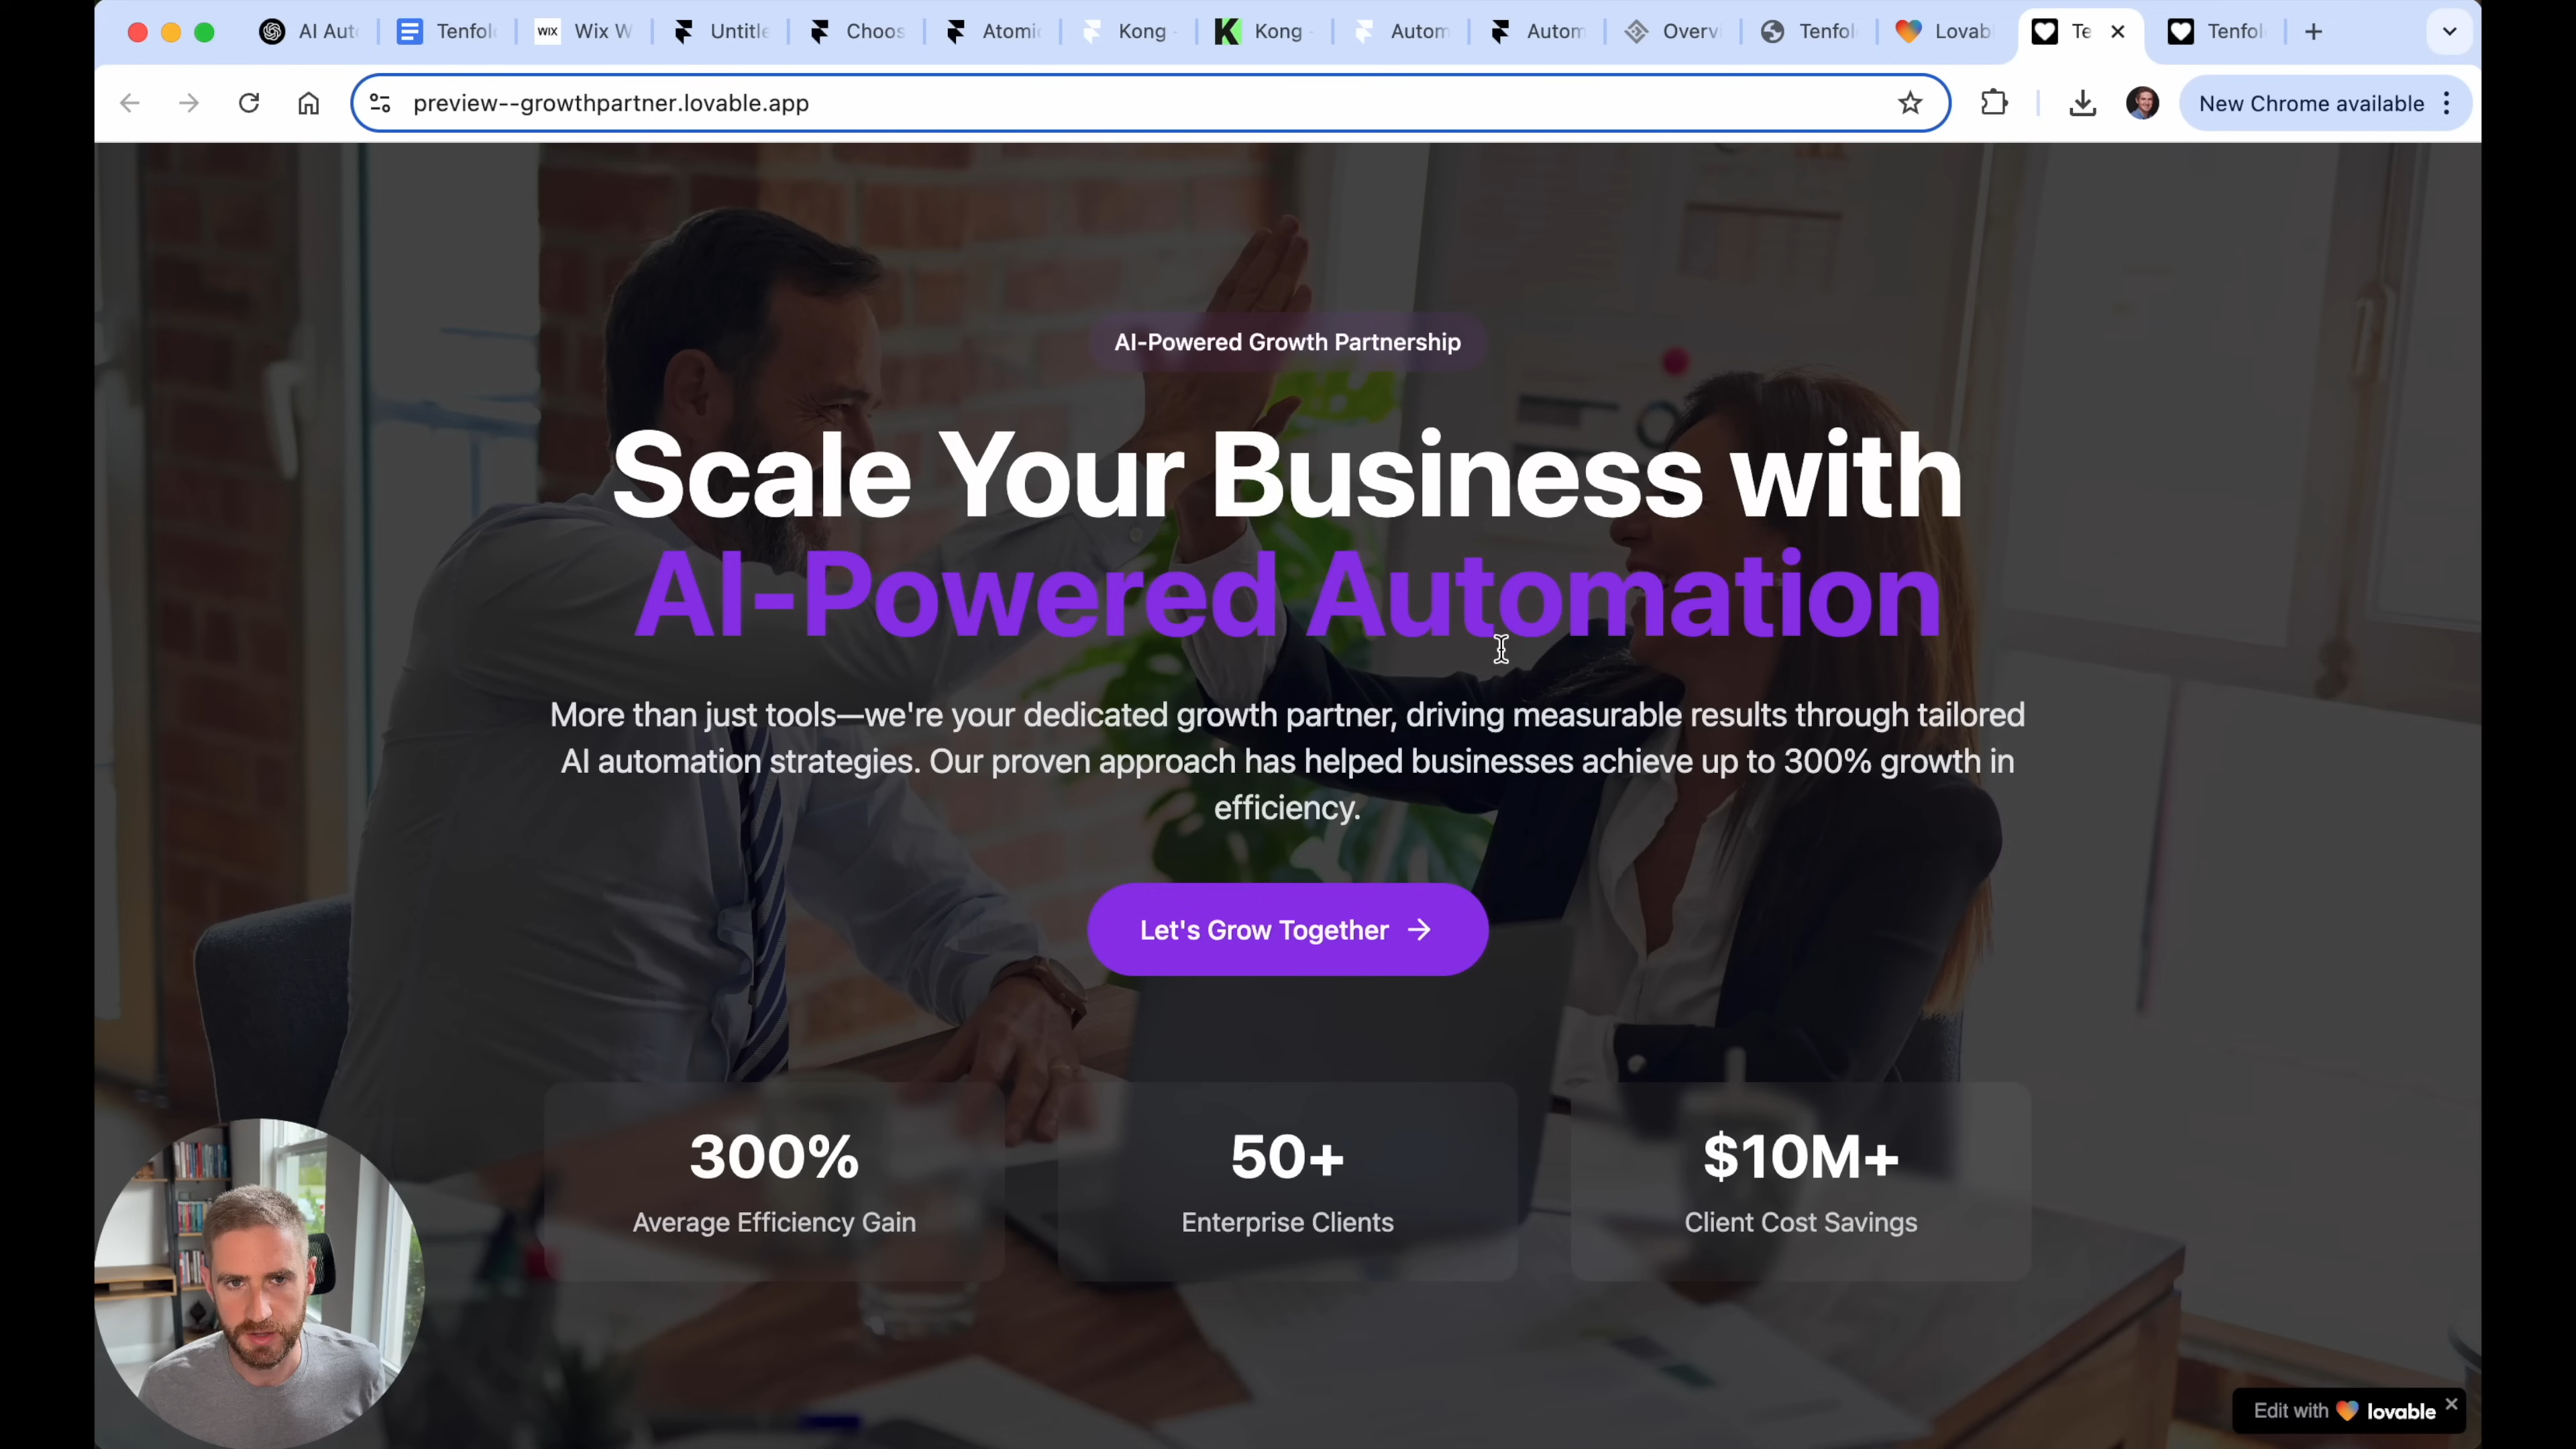 AI Aut
Tenfol
WIX
Wix W
Untitle
Choos
Atomi
Kong
Kong
Autom
Autom
Overv
Tenfol
Lovab
Te
Tenfol
preview--growthpartner.lovable.app
New Chrome available
AI-Powered Growth Partnership
Scale Your Business with
AI-Powered Automation
More than just tools—we're your dedicated growth partner, driving measurable results through tailored
AI automation strategies. Our proven approach has helped businesses achieve up to 300% growth in
efficiency.
Let's Grow Together →
300%
Average Efficiency Gain
50+
Enterprise Clients
$10M+
Client Cost Savings
Edit with lovable